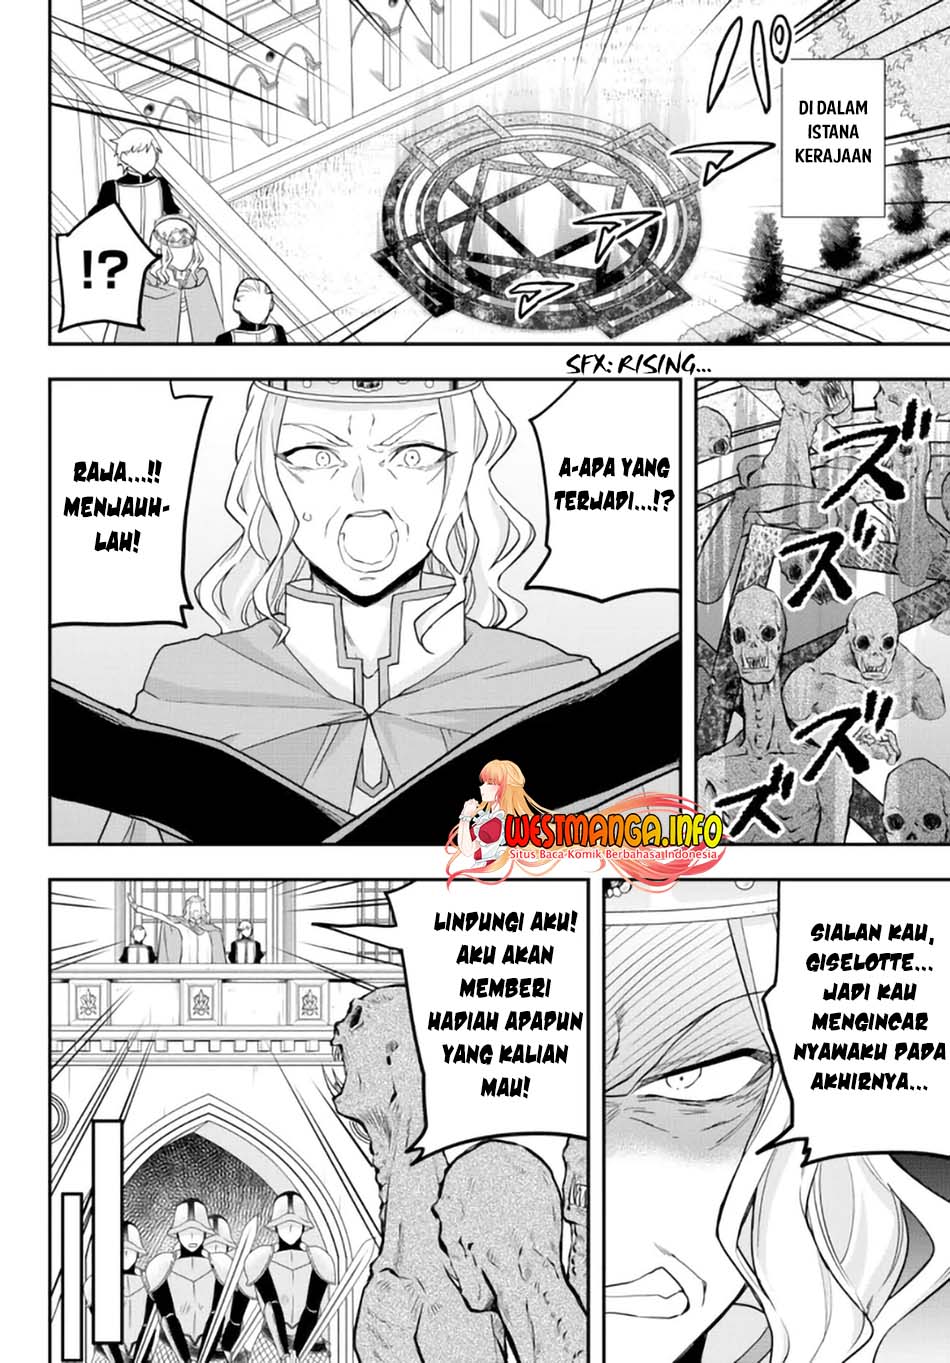 DI DALAM
ISTANA
KERAJAAN
パ
!?
SFX: RISING...
A-APA YANG
TERJADI...!?
RAJA...!!
MENJAUH-
LAH!
ズ
ズ
ズ
WESTMANGA.INFO
Situs Baca Komik Berbahasa Indonesia
SIALAN KAU,
GISELOTTE...
JADI KAU
MENGINCAR
NYAWAKU PADA
AKHIRNYA...
LINDUNGI AKU!
AKU AKAN
MEMBERI
HADIAH APAPUN
YANG KALIAN
MAU!